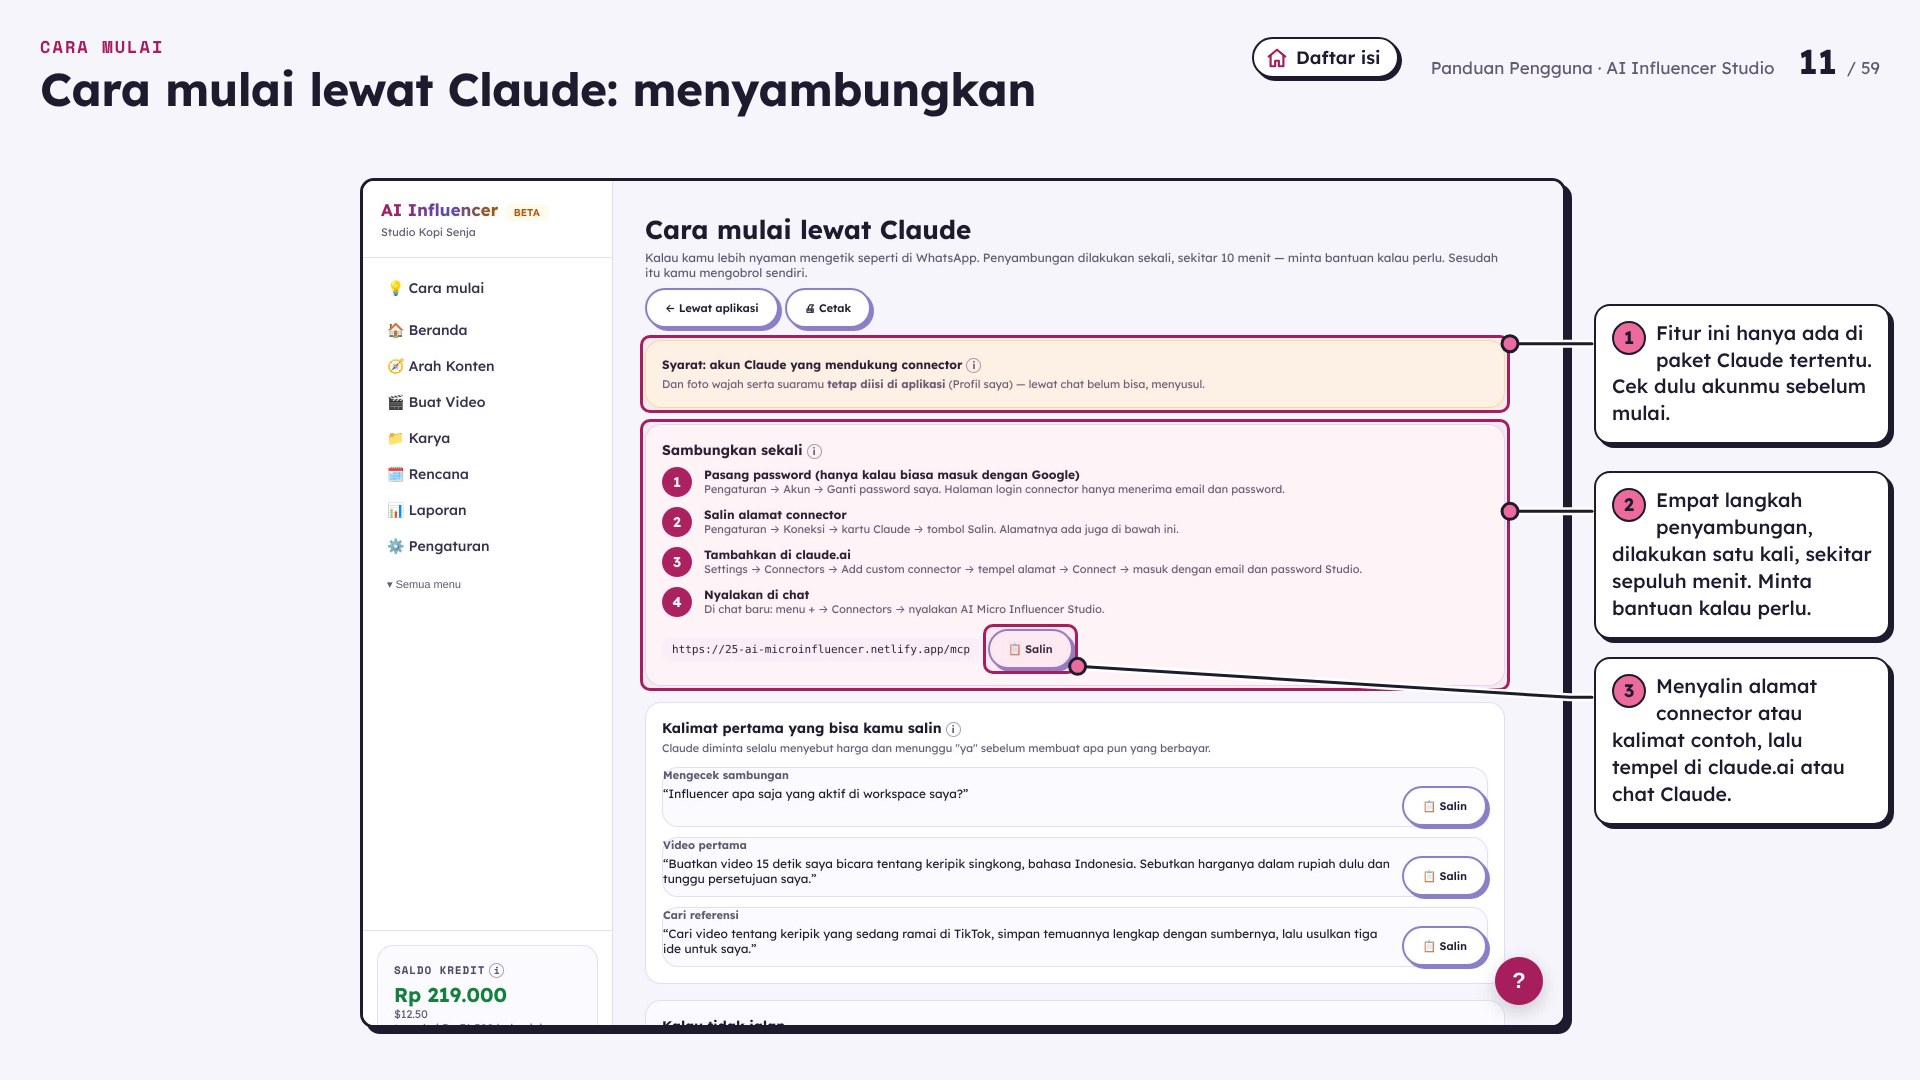 CARA MULAI
Cara mulai lewat Claude: menyambungkan
Daftar isi
Panduan Pengguna · AI Influencer Studio
11 / 59
AI Influencer BETA
Studio Kopi Senja
Cara mulai
Beranda
Arah Konten
Buat Video
Karya
Rencana
Laporan
Pengaturan
▾ Semua menu
SALDO KREDIT
Rp 219.000
$12.50
Cara mulai lewat Claude
Kalau kamu lebih nyaman mengetik seperti di WhatsApp. Penyambungan dilakukan sekali, sekitar 10 menit — minta bantuan kalau perlu. Sesudah
itu kamu mengobrol sendiri.
← Lewat aplikasi
Cetak
Syarat: akun Claude yang mendukung connector
Dan foto wajah serta suaramu tetap diisi di aplikasi (Profil saya) — lewat chat belum bisa, menyusul.
Sambungkan sekali
1 Pasang password (hanya kalau biasa masuk dengan Google)
Pengaturan → Akun → Ganti password saya. Halaman login connector hanya menerima email dan password.
2 Salin alamat connector
Pengaturan → Koneksi → kartu Claude → tombol Salin. Alamatnya ada juga di bawah ini.
3 Tambahkan di claude.ai
Settings → Connectors → Add custom connector → tempel alamat → Connect → masuk dengan email dan password Studio.
4 Nyalakan di chat
Di chat baru: menu + → Connectors → nyalakan AI Micro Influencer Studio.
https://25-ai-microinfluencer.netlify.app/mcp
Salin
Kalimat pertama yang bisa kamu salin
Claude diminta selalu menyebut harga dan menunggu "ya" sebelum membuat apa pun yang berbayar.
Mengecek sambungan
“Influencer apa saja yang aktif di workspace saya?”
Salin
Video pertama
“Buatkan video 15 detik saya bicara tentang keripik singkong, bahasa Indonesia. Sebutkan harganya dalam rupiah dulu dan
tunggu persetujuan saya.”
Salin
Cari referensi
“Cari video tentang keripik yang sedang ramai di TikTok, simpan temuannya lengkap dengan sumbernya, lalu usulkan tiga
ide untuk saya.”
Salin
Kalau tidak jalan
?
1 Fitur ini hanya ada di
paket Claude tertentu.
Cek dulu akunmu sebelum
mulai.
2 Empat langkah
penyambungan,
dilakukan satu kali, sekitar
sepuluh menit. Minta
bantuan kalau perlu.
3 Menyalin alamat
connector atau
kalimat contoh, lalu
tempel di claude.ai atau
chat Claude.